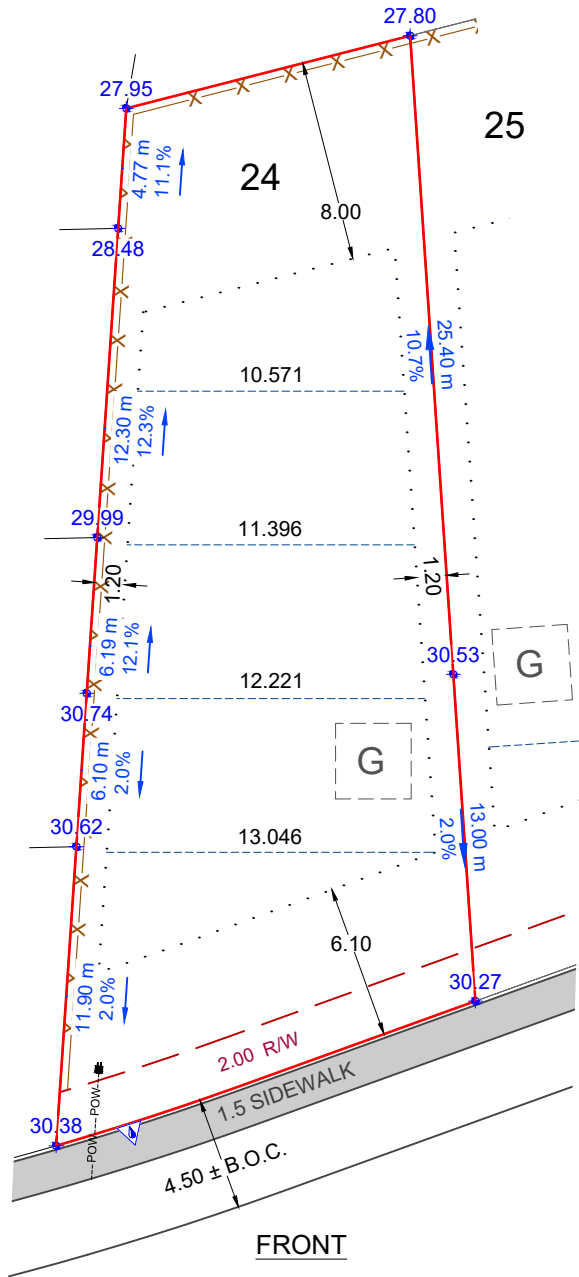 27.80
27.95
25
4.77 m
11.1%
24
8.00
28.48
25.40 m
10.7%
10.571
12.30 m
12.3%
29.99
11.396
1.20
1.20
6.19 m
12.1%
30.53
G
12.221
30.74
G
6.10 m
2.0%
13.00 m
2.0%
30.62
13.046
6.10
11.90 m
2.0%
30.27
2.00 R/W
1.5 SIDEWALK
30.38
POW
POW
4.50 ± B.O.C.
FRONT